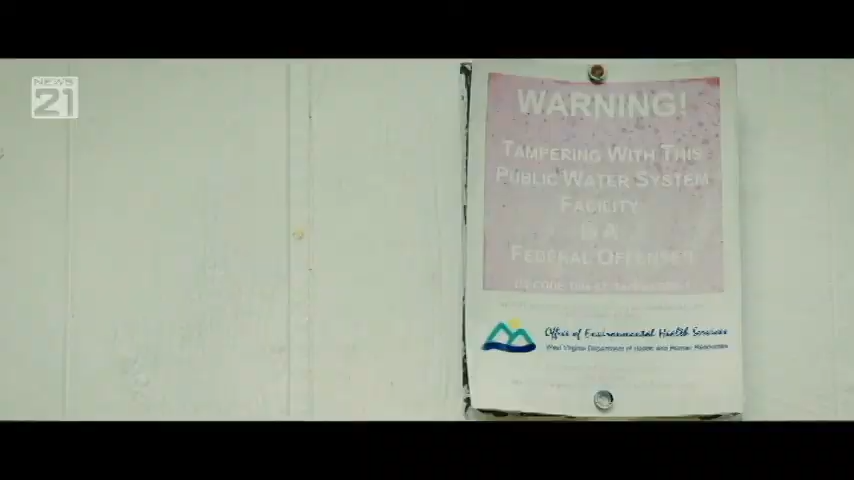 NEWS
21
WARNING!
TAMPERING WITH THIS
PUBLIC WATER SYSTEM
FACILITY
IS A
FEDERAL OFFENSE!
Office of Environmental Health Services
West Virginia Department of Health and Human Resources